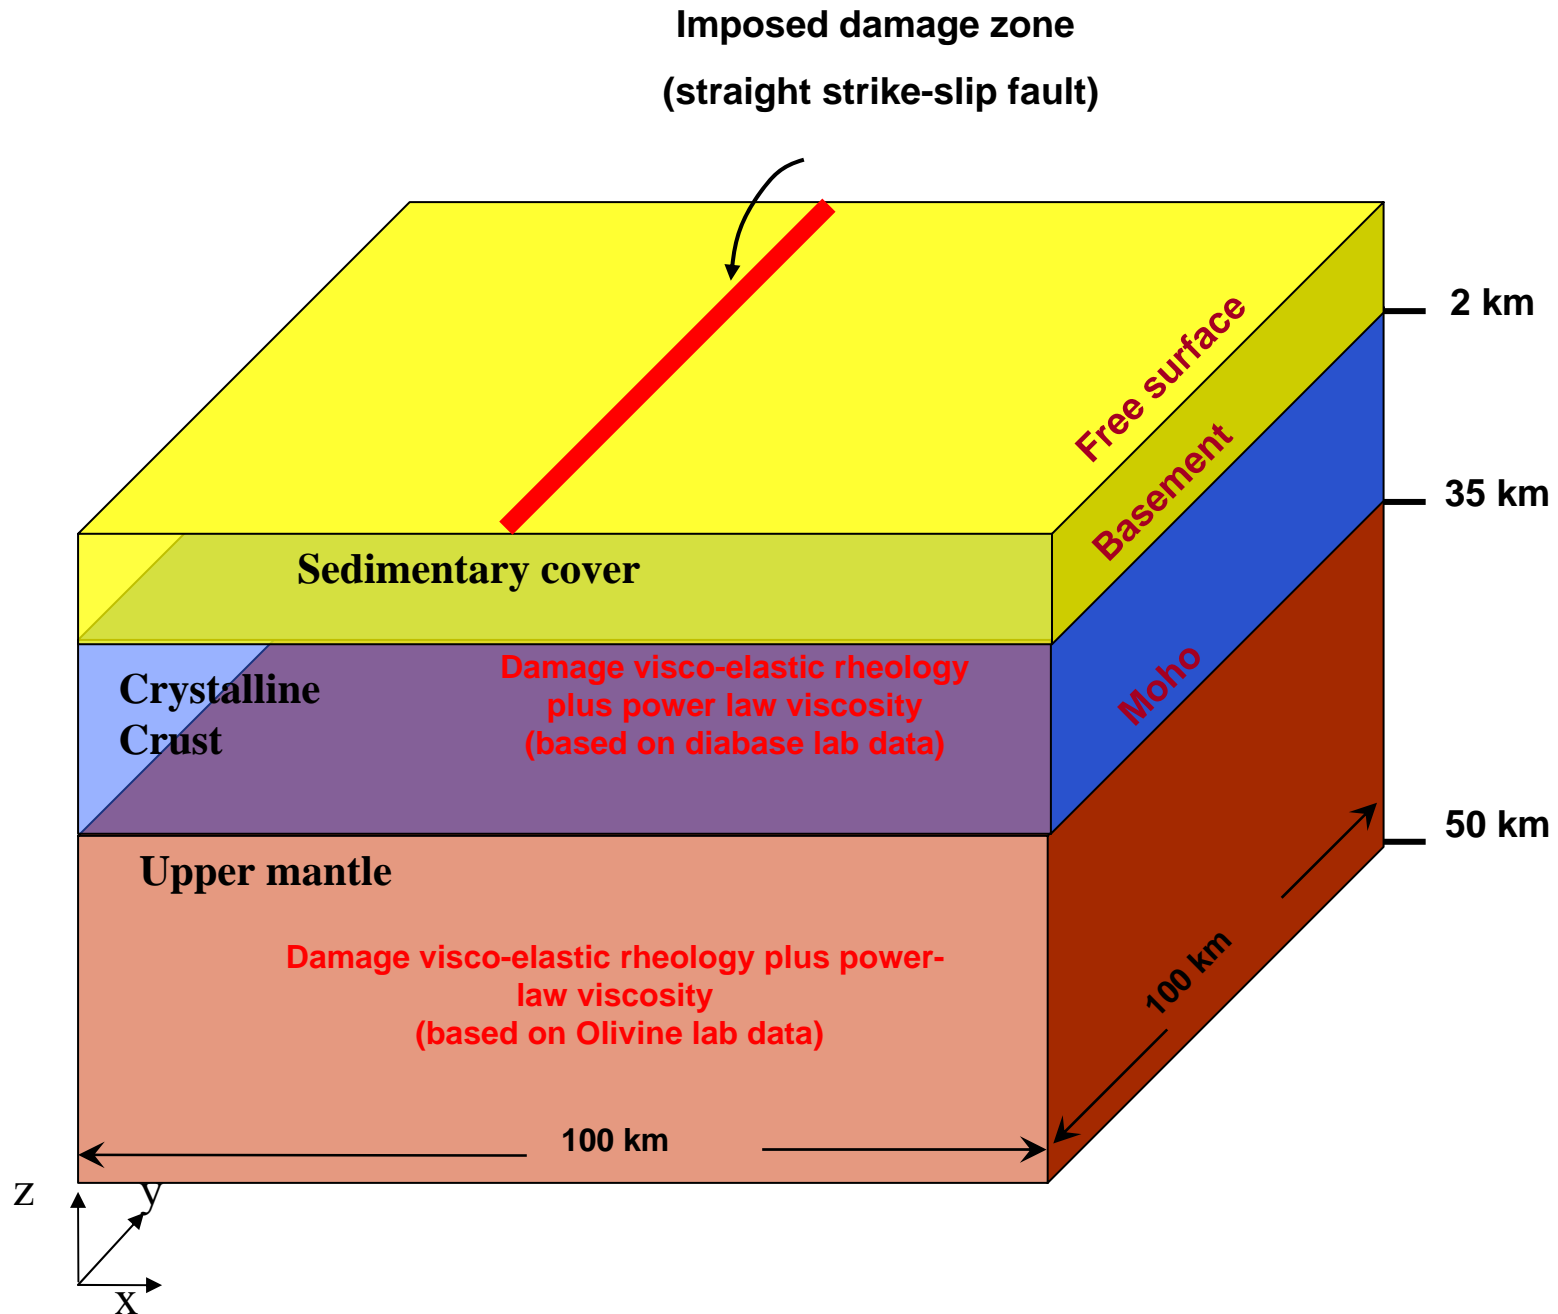 Imposed damage zone
(straight strike-slip fault)
Free surface
2 km
Basement
35 km
Sedimentary cover
Damage visco-elastic rheology
plus power law viscosity
(based on diabase lab data)
Crystalline
Crust
Moho
50 km
Upper mantle
Damage visco-elastic rheology plus power-
law viscosity
(based on Olivine lab data)
100 km
100 km
z
y
x